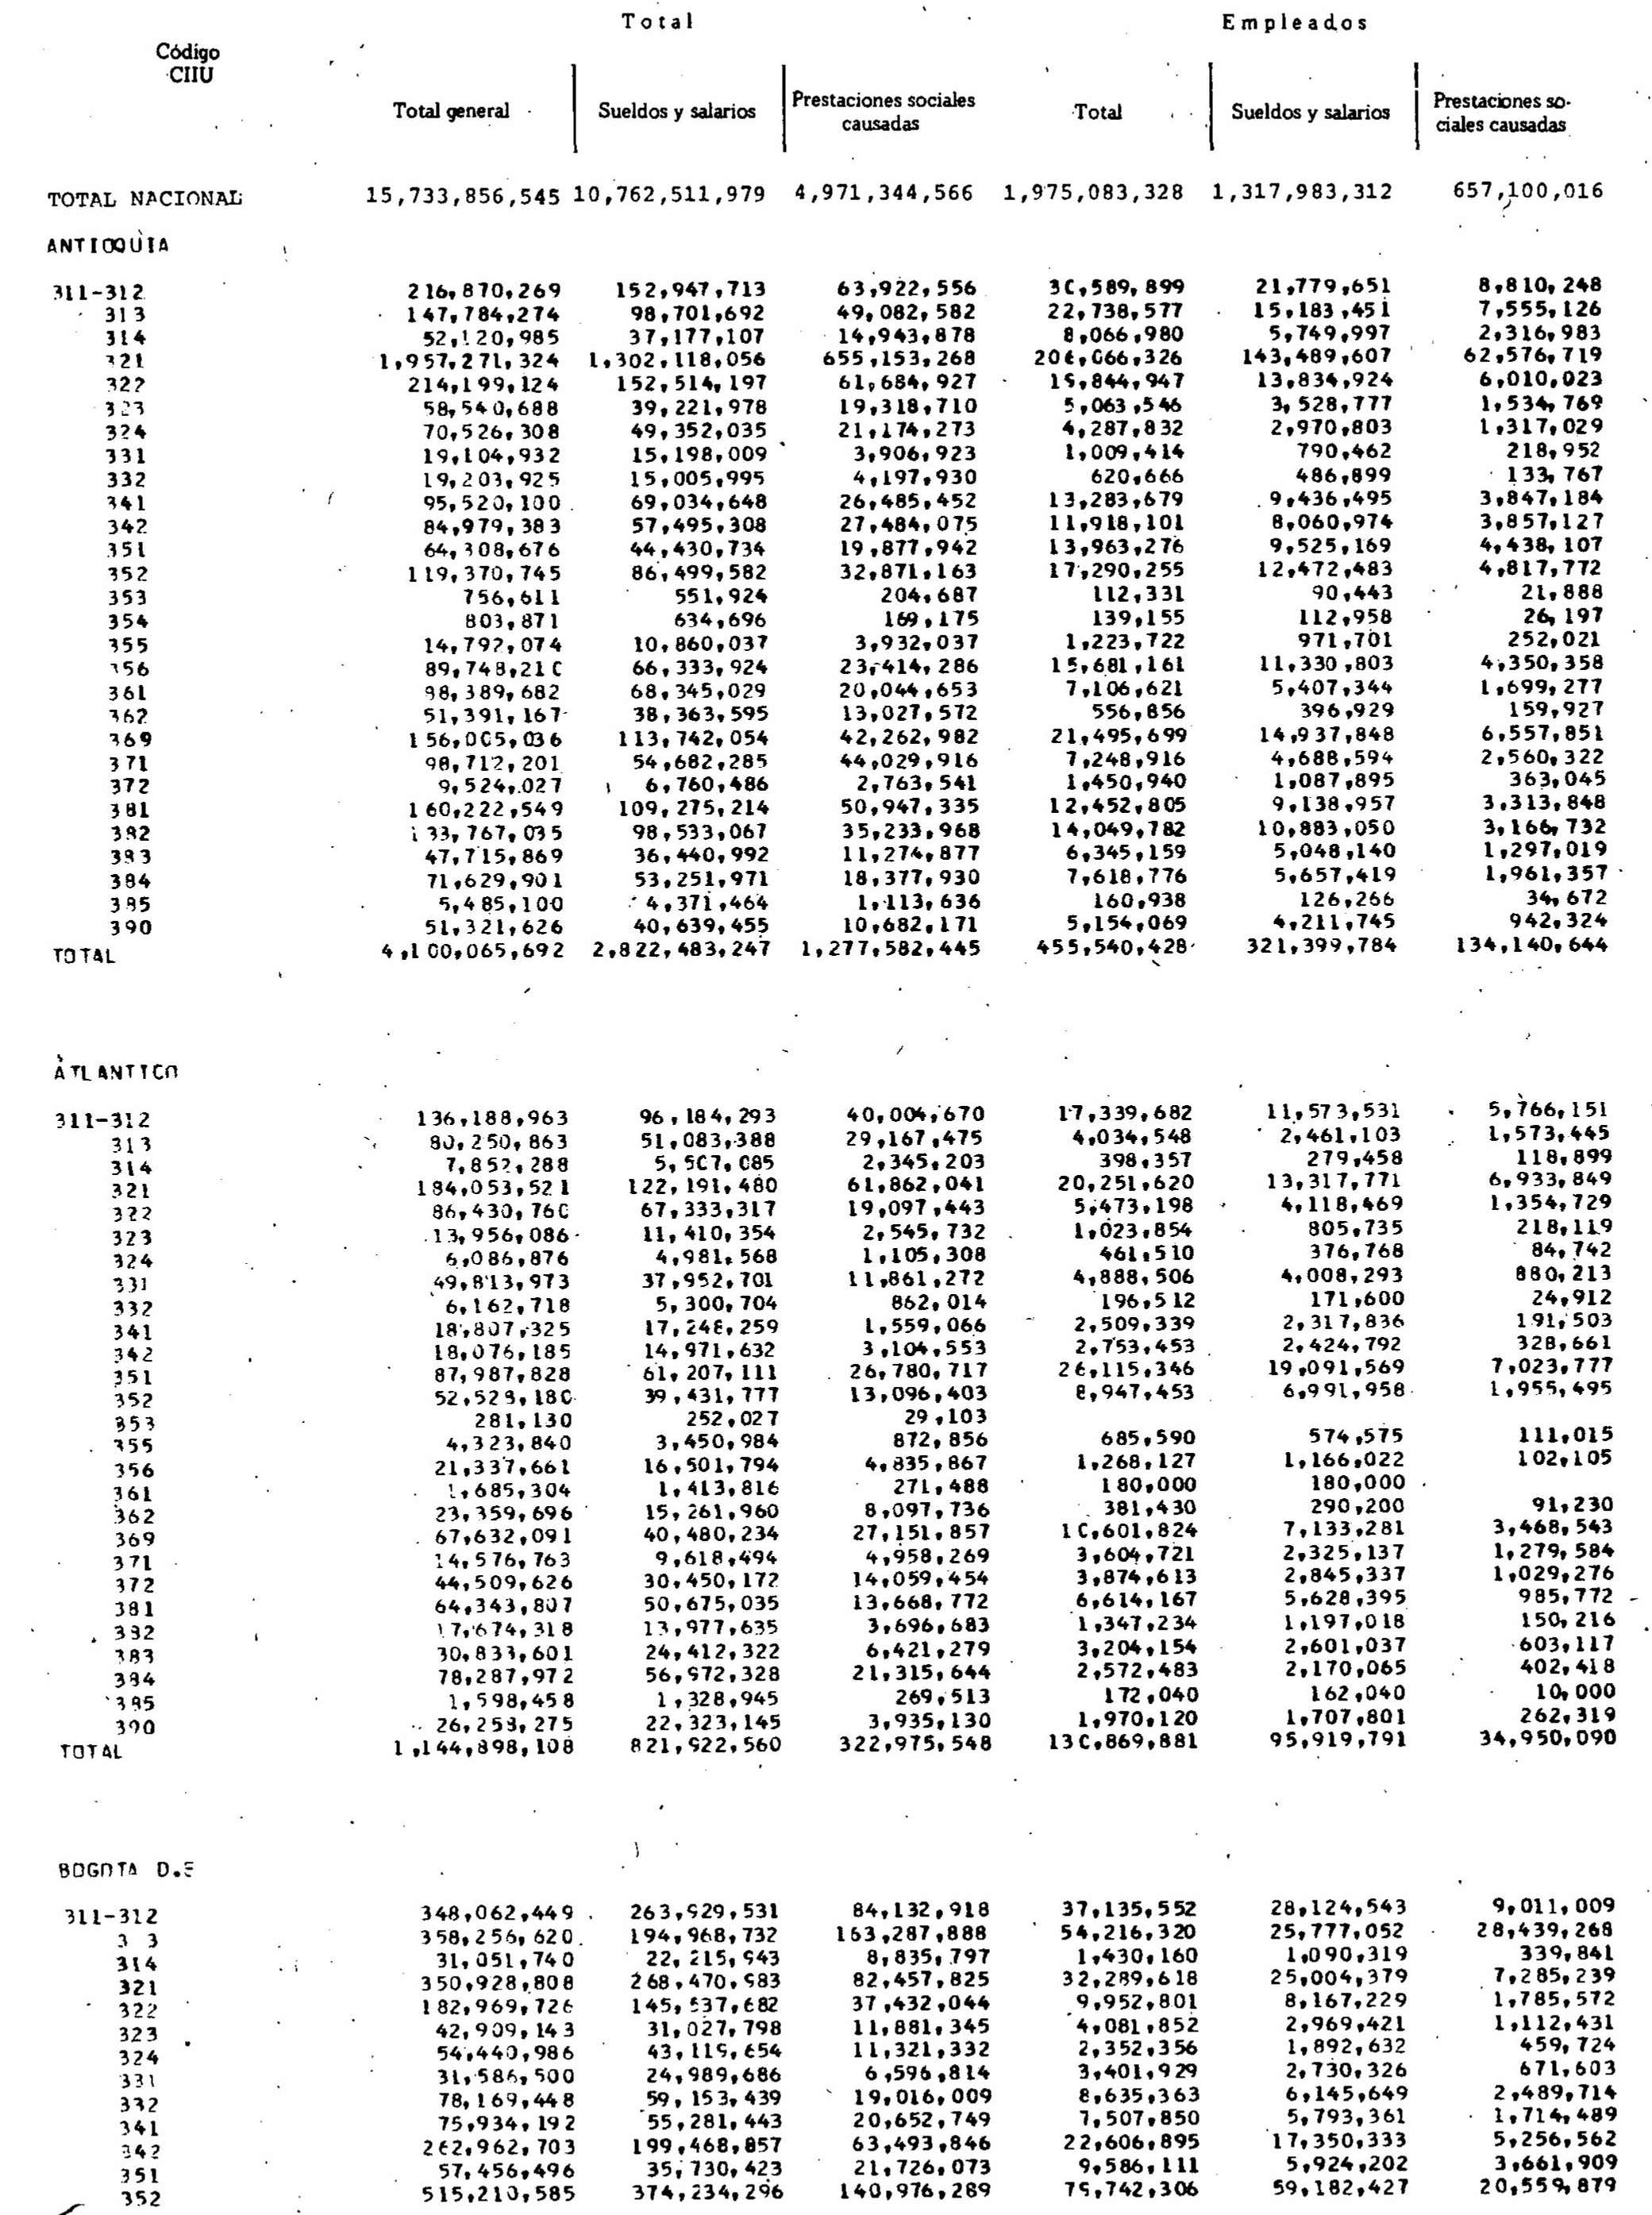 Total Empleados
Código
CIIU
Total general Sueldos y salarios Prestaciones sociales causadas Total Sueldos y salarios Prestaciones so-ciales causadas
TOTAL NACIONAL 15,733,856,545 10,762,511,979 4,971,344,566 1,975,083,328 1,317,983,312 657,100,016
ANTIOQUIA
311-312 216,870,269 152,947,713 63,922,556 30,589,899 21,779,651 8,810,248
313 147,784,274 98,701,692 49,082,582 22,738,577 15,183,451 7,555,126
314 52,120,985 37,177,107 14,943,878 8,066,980 5,749,997 2,316,983
321 1,957,271,324 1,302,118,056 655,153,268 206,066,326 143,489,607 62,576,719
322 214,199,124 152,514,197 61,684,927 19,844,947 13,834,924 6,010,023
323 58,540,688 39,221,978 19,318,710 5,063,546 3,528,777 1,534,769
324 70,526,308 49,352,035 21,174,273 4,287,832 2,970,803 1,317,029
331 19,104,932 15,198,009 3,906,923 1,009,414 790,462 218,952
332 19,203,925 15,005,995 4,197,930 620,666 486,899 133,767
341 95,520,100 69,034,648 26,485,452 13,283,679 9,436,495 3,847,184
342 84,979,383 57,495,308 27,484,075 11,918,101 8,060,974 3,857,127
351 64,308,676 44,430,734 19,877,942 13,963,276 9,525,169 4,438,107
352 119,370,745 86,499,582 32,871,163 17,290,255 12,472,483 4,817,772
353 756,611 551,924 204,687 112,331 90,443 21,888
354 803,871 634,696 169,175 139,155 112,958 26,197
355 14,792,074 10,860,037 3,932,037 1,223,722 971,701 252,021
356 89,748,210 66,333,924 23,414,286 15,681,161 11,330,803 4,350,358
361 98,389,682 68,345,029 20,044,653 7,106,621 5,407,344 1,699,277
362 51,391,167 38,363,595 13,027,572 556,856 396,929 159,927
369 156,005,036 113,742,054 42,262,982 21,495,699 14,937,848 6,557,851
371 98,712,201 54,682,285 44,029,916 7,248,916 4,688,594 2,560,322
372 9,524,027 6,760,486 2,763,541 1,450,940 1,087,895 363,045
381 160,222,549 109,275,214 50,947,335 12,452,805 9,138,957 3,313,848
382 133,767,035 98,533,067 35,233,968 14,049,782 10,883,050 3,166,732
383 47,715,869 36,440,992 11,274,877 6,345,159 5,048,140 1,297,019
384 71,629,901 53,251,971 18,377,930 7,618,776 5,657,419 1,961,357
385 5,485,100 4,371,464 1,113,636 160,938 126,266 34,672
390 51,321,626 40,639,455 10,682,171 5,154,069 4,211,745 942,324
TOTAL 4,100,065,692 2,822,483,247 1,277,582,445 455,540,428 321,399,784 134,140,644
ATLANTICO
311-312 136,188,963 96,184,293 40,004,670 17,339,682 11,573,531 5,766,151
313 80,250,863 51,083,388 29,167,475 4,034,548 2,461,103 1,573,445
314 7,852,288 5,507,085 2,345,203 398,357 279,458 118,899
321 184,053,521 122,191,480 61,862,041 20,251,620 13,317,771 6,933,849
322 86,430,760 67,333,317 19,097,443 5,473,198 4,118,469 1,354,729
323 13,956,086 11,410,354 2,545,732 1,023,854 805,735 218,119
324 6,086,876 4,981,568 1,105,308 461,510 376,768 84,742
331 49,813,973 37,952,701 11,861,272 4,888,506 4,008,293 880,213
332 6,162,718 5,300,704 862,014 196,512 171,600 24,912
341 18,807,325 17,248,259 1,559,066 2,509,339 2,317,836 191,503
342 18,076,185 14,971,632 3,104,553 2,753,453 2,424,792 328,661
351 87,987,828 61,207,111 26,780,717 26,115,346 19,091,569 7,023,777
352 52,528,180 39,431,777 13,096,403 8,947,453 6,991,958 1,955,495
353 281,130 252,027 29,103
355 4,323,840 3,450,984 872,856 685,590 574,575 111,015
356 21,337,661 16,501,794 4,835,867 1,268,127 1,166,022 102,105
361 1,685,304 1,413,816 271,488 180,000 180,000
362 23,359,696 15,261,960 8,097,736 381,430 290,200 91,230
369 67,632,091 40,480,234 27,151,857 10,601,824 7,133,281 3,468,543
371 14,576,763 9,618,494 4,958,269 3,604,721 2,325,137 1,279,584
372 44,509,626 30,450,172 14,059,454 3,874,613 2,845,337 1,029,276
381 64,343,807 50,675,035 13,668,772 6,614,167 5,628,395 985,772
382 17,674,318 13,977,635 3,696,683 1,347,234 1,197,018 150,216
383 30,833,601 24,412,322 6,421,279 3,204,154 2,601,037 603,117
384 78,287,972 56,972,328 21,315,644 2,572,483 2,170,065 402,418
385 1,598,458 1,328,945 269,513 172,040 162,040 10,000
390 26,258,275 22,323,145 3,935,130 1,970,120 1,707,801 262,319
TOTAL 1,144,898,108 821,922,560 322,975,548 130,869,881 95,919,791 34,950,090
BOGOTA D.E
311-312 348,062,449 263,929,531 84,132,918 37,135,552 28,124,543 9,011,009
3 3 358,256,620 194,968,732 163,287,888 54,216,320 25,777,052 28,439,268
314 31,051,740 22,215,943 8,835,797 1,430,160 1,090,319 339,841
321 350,928,808 268,470,983 82,457,825 32,289,618 25,004,379 7,285,239
322 182,969,726 145,537,682 37,432,044 9,952,801 8,167,229 1,785,572
323 42,909,143 31,027,798 11,881,345 4,081,852 2,969,421 1,112,431
324 54,440,986 43,119,654 11,321,332 2,352,356 1,892,632 459,724
331 31,586,500 24,989,686 6,596,814 3,401,929 2,730,326 671,603
332 78,169,448 59,153,439 19,016,009 8,635,363 6,145,649 2,489,714
341 75,934,192 55,281,443 20,652,749 7,507,850 5,793,361 1,714,489
342 262,962,703 199,468,857 63,493,846 22,606,895 17,350,333 5,256,562
351 57,456,496 35,730,423 21,726,073 9,586,111 5,924,202 3,661,909
352 515,210,585 374,234,296 140,976,289 79,742,306 59,182,427 20,559,879